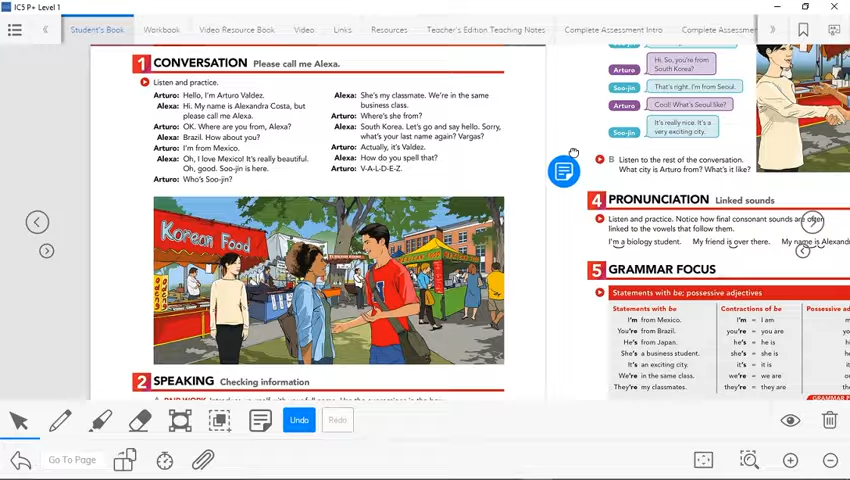 IC5 P+ Level 1
Student's Book
Workbook
Video Resource Book
Video
Links
Resources
Teacher's Edition
Teaching Notes
Complete Assessment Intro
Complete Assessmen
1 CONVERSATION Please call me Alexa.
Listen and practice.
Arturo: Hello, I'm Arturo Valdez.
Alexa: Hi. My name is Alexandra Costa, but
please call me Alexa.
Arturo: OK. Where are you from, Alexa?
Alexa: Brazil. How about you?
Arturo: I'm from Mexico.
Alexa: Oh, I love Mexico! It's really beautiful.
Oh, good. Soo-jin is here.
Arturo: Who's Soo-jin?
Alexa: She's my classmate. We're in the same
business class.
Arturo: Where's she from?
Alexa: South Korea. Let's go and say hello. Sorry,
what's your last name again? Vargas?
Arturo: Actually, it's Valdez.
Alexa: How do you spell that?
Arturo: V-A-L-D-E-Z.
Korean Food
Odeng
Odeng
2 SPEAKING Checking information
A PAIR WORK
Arturo
Hi. So, you're from
South Korea?
Soo-jin
That's right. I'm from Seoul.
Arturo
Cool! What's Seoul like?
Soo-jin
It's really nice. It's a
very exciting city.
B Listen to the rest of the conversation.
What city is Arturo from? What's it like?
4 PRONUNCIATION Linked sounds
Listen and practice. Notice how final consonant sounds are often
linked to the vowels that follow them.
I'm a biology student. My friend is over there. My name is Alexand
5 GRAMMAR FOCUS
Statements with be; possessive adjectives
Statements with be Contractions of be Possessive ad
I'm from Mexico. I'm = I am
You're from Brazil. you're = you are
He's from Japan. he's = he is
She's a business student. she's = she is
It's an exciting city. it's = it is
We're in the same class. we're = we are
They're my classmates. they're = they are
Undo
Redo
Go To Page